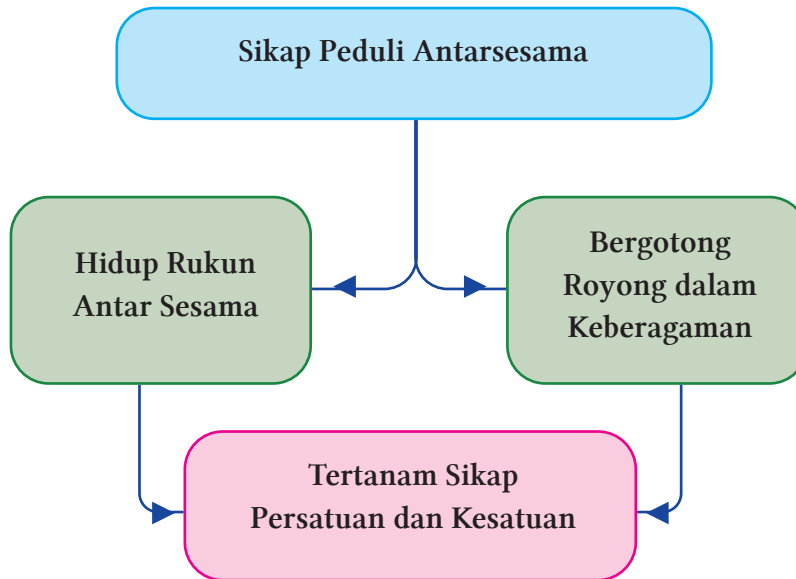 Sikap Peduli Antarsesama
Hidup Rukun
Antar Sesama
Bergotong
Royong dalam
Keberagaman
Tertanam Sikap
Persatuan dan Kesatuan